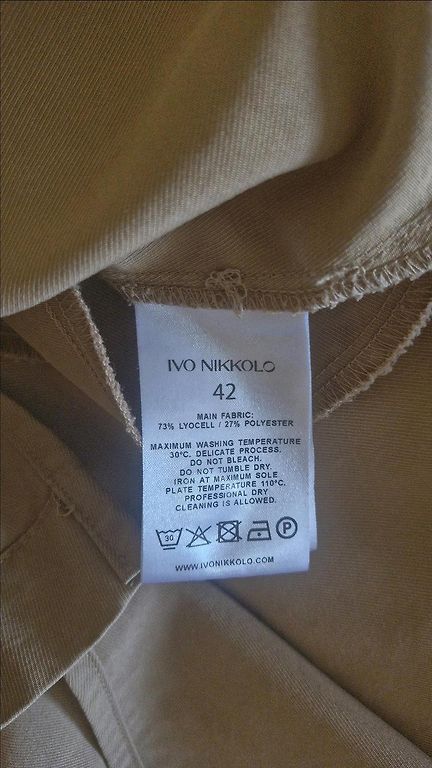 IVO NIKKOLO
42
MAIN FABRIC:
73% LYOCELL / 27% POLYESTER
MAXIMUM WASHING TEMPERATURE
30°C. DELICATE PROCESS.
DO NOT BLEACH.
DO NOT TUMBLE DRY.
IRON AT MAXIMUM SOLE
PLATE TEMPERATURE 110°C.
PROFESSIONAL DRY
CLEANING IS ALLOWED.
30 P
WWW.IVONIKKOLO.COM